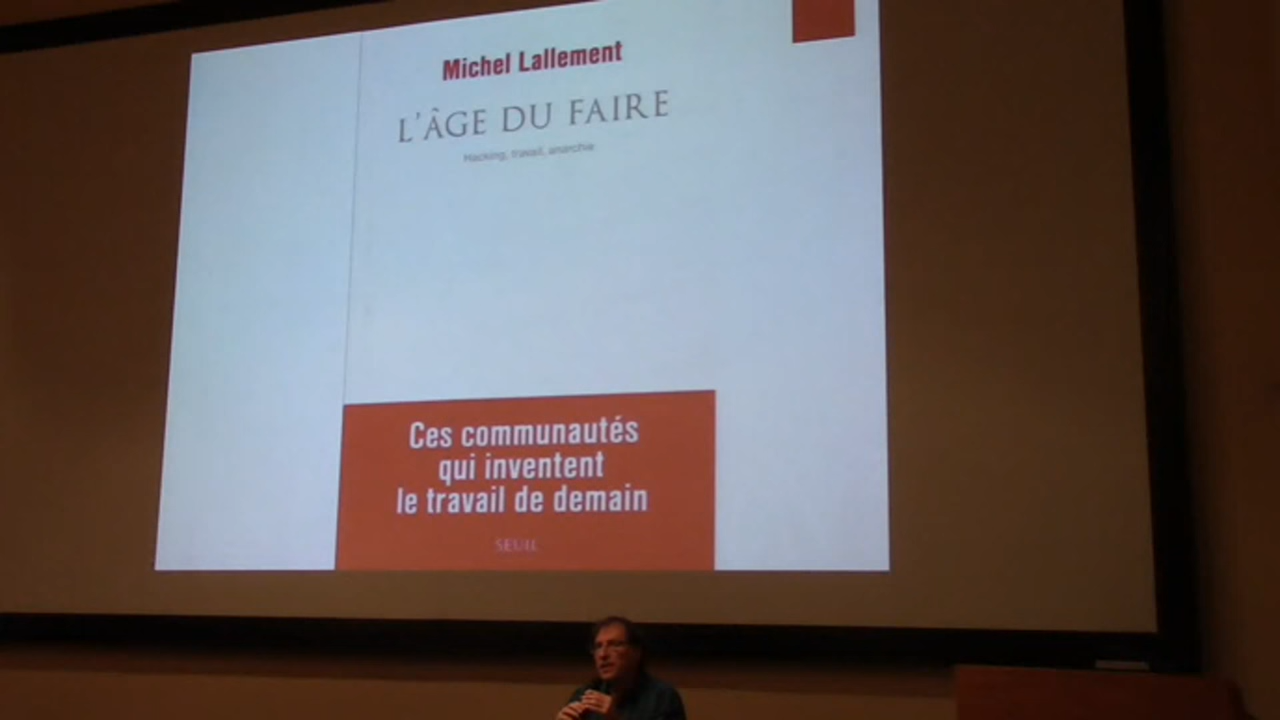 Michel Lallement
L'ÂGE DU FAIRE
Hacking, travail, anarchie
Ces communautés
qui inventent
le travail de demain
SEUIL